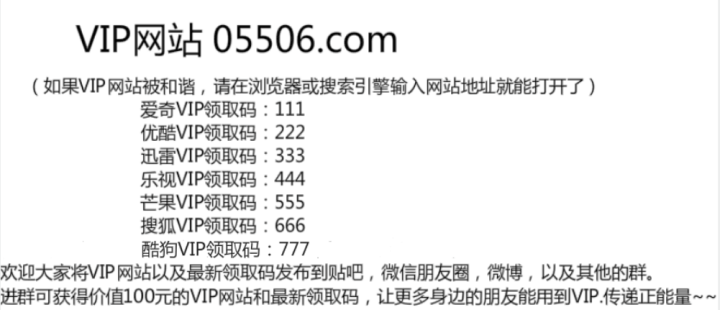 VIP网站 05506.com
（如果VIP网站被和谐，请在浏览器或搜索引擎输入网站地址就能打开了）
爱奇VIP领取码：111
优酷VIP领取码：222
迅雷VIP领取码：333
乐视VIP领取码：444
芒果VIP领取码：555
搜狐VIP领取码：666
酷狗VIP领取码：777
欢迎大家将VIP网站以及最新领取码发布到贴吧，微信朋友圈，微博，以及其他的群。
进群可获得价值100元的VIP网站和最新领取码，让更多身边的朋友能用到VIP.传递正能量~~